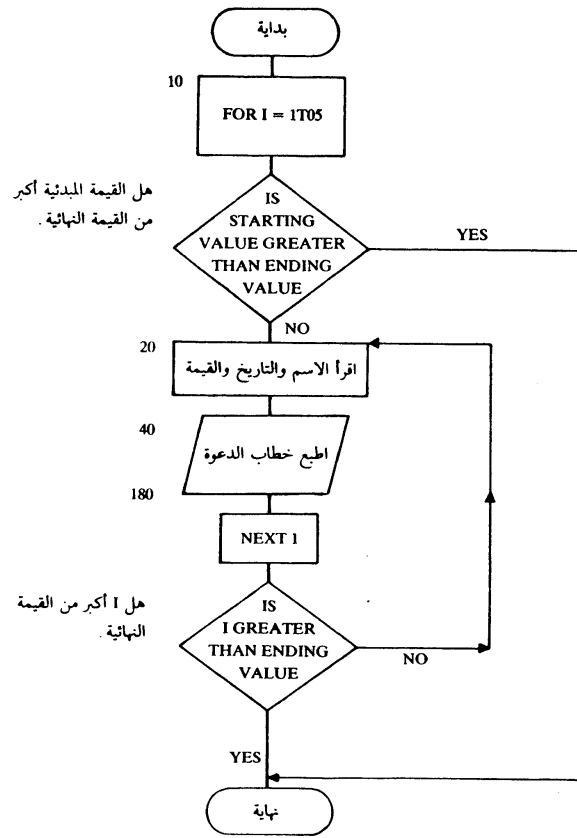 بداية
10
FOR I = 1T05
هل القيمة المبدئية أكبر
من القيمة النهائية .
IS
STARTING
VALUE GREATER
THAN ENDING
VALUE
YES
NO
20
اقرأ الاسم والتاريخ والقيمة
40
اطبع خطاب الدعوة
180
NEXT 1
هل I أكبر من القيمة
النهائية .
IS
I GREATER
THAN ENDING
VALUE
NO
YES
نهاية